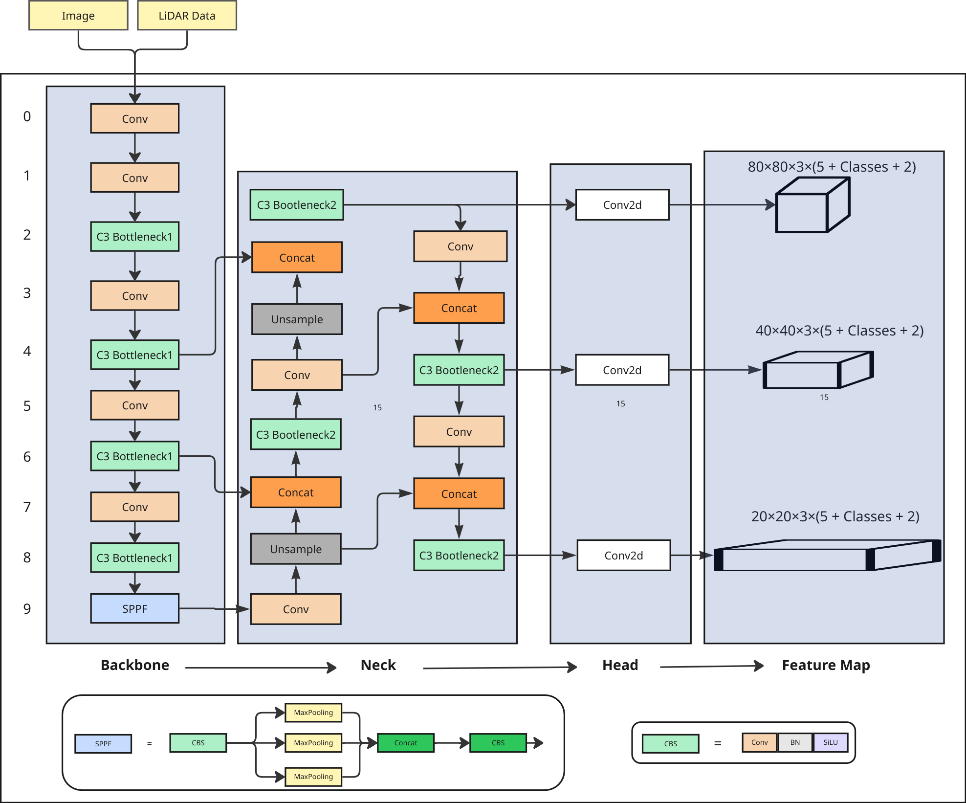 Image
LiDAR Data
0
Conv
1
Conv
2
C3 Bottleneck1
3
Conv
4
C3 Bottleneck1
5
Conv
6
C3 Bottleneck1
7
Conv
8
C3 Bottleneck1
9
SPPF
C3 Bootleneck2
Concat
Unsample
Conv
C3 Bootleneck2
Concat
Unsample
Conv
15
Conv
Concat
C3 Bootleneck2
Conv
Concat
C3 Bootleneck2
Conv2d
Conv2d
15
Conv2d
80×80×3×(5 + Classes + 2)
40×40×3×(5 + Classes + 2)
15
20×20×3×(5 + Classes + 2)
Backbone
Neck
Head
Feature Map
SPPF
=
CBS
MaxPooling
MaxPooling
MaxPooling
Concat
CBS
CBS
=
Conv
BN
SiLU